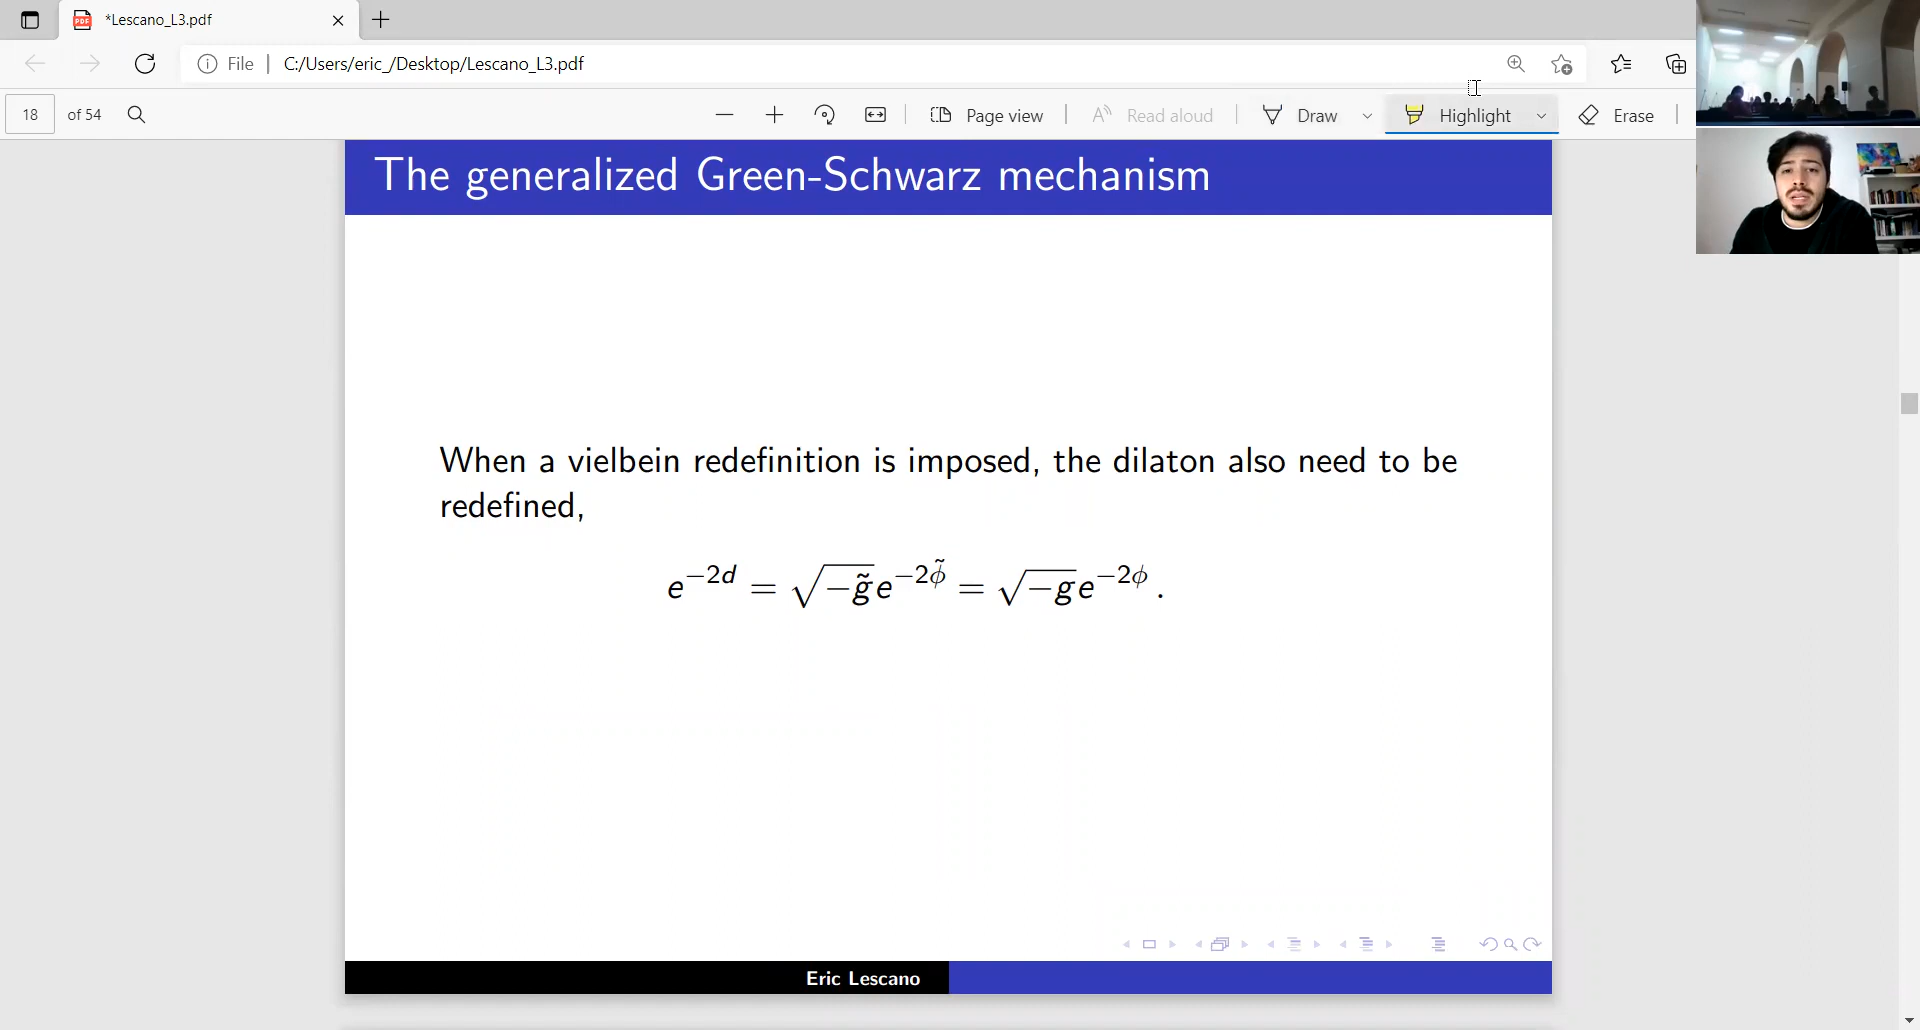 *Lescano_L3.pdf
File
C:/Users/eric_/Desktop/Lescano_L3.pdf
18 of 54
Page view
Read aloud
Draw
Highlight
Erase
The generalized Green-Schwarz mechanism
When a vielbein redefinition is imposed, the dilaton also need to be
redefined,
e^{-2d} = √-g̃ e^{-2φ̃} = √-g e^{-2φ} .
Eric Lescano